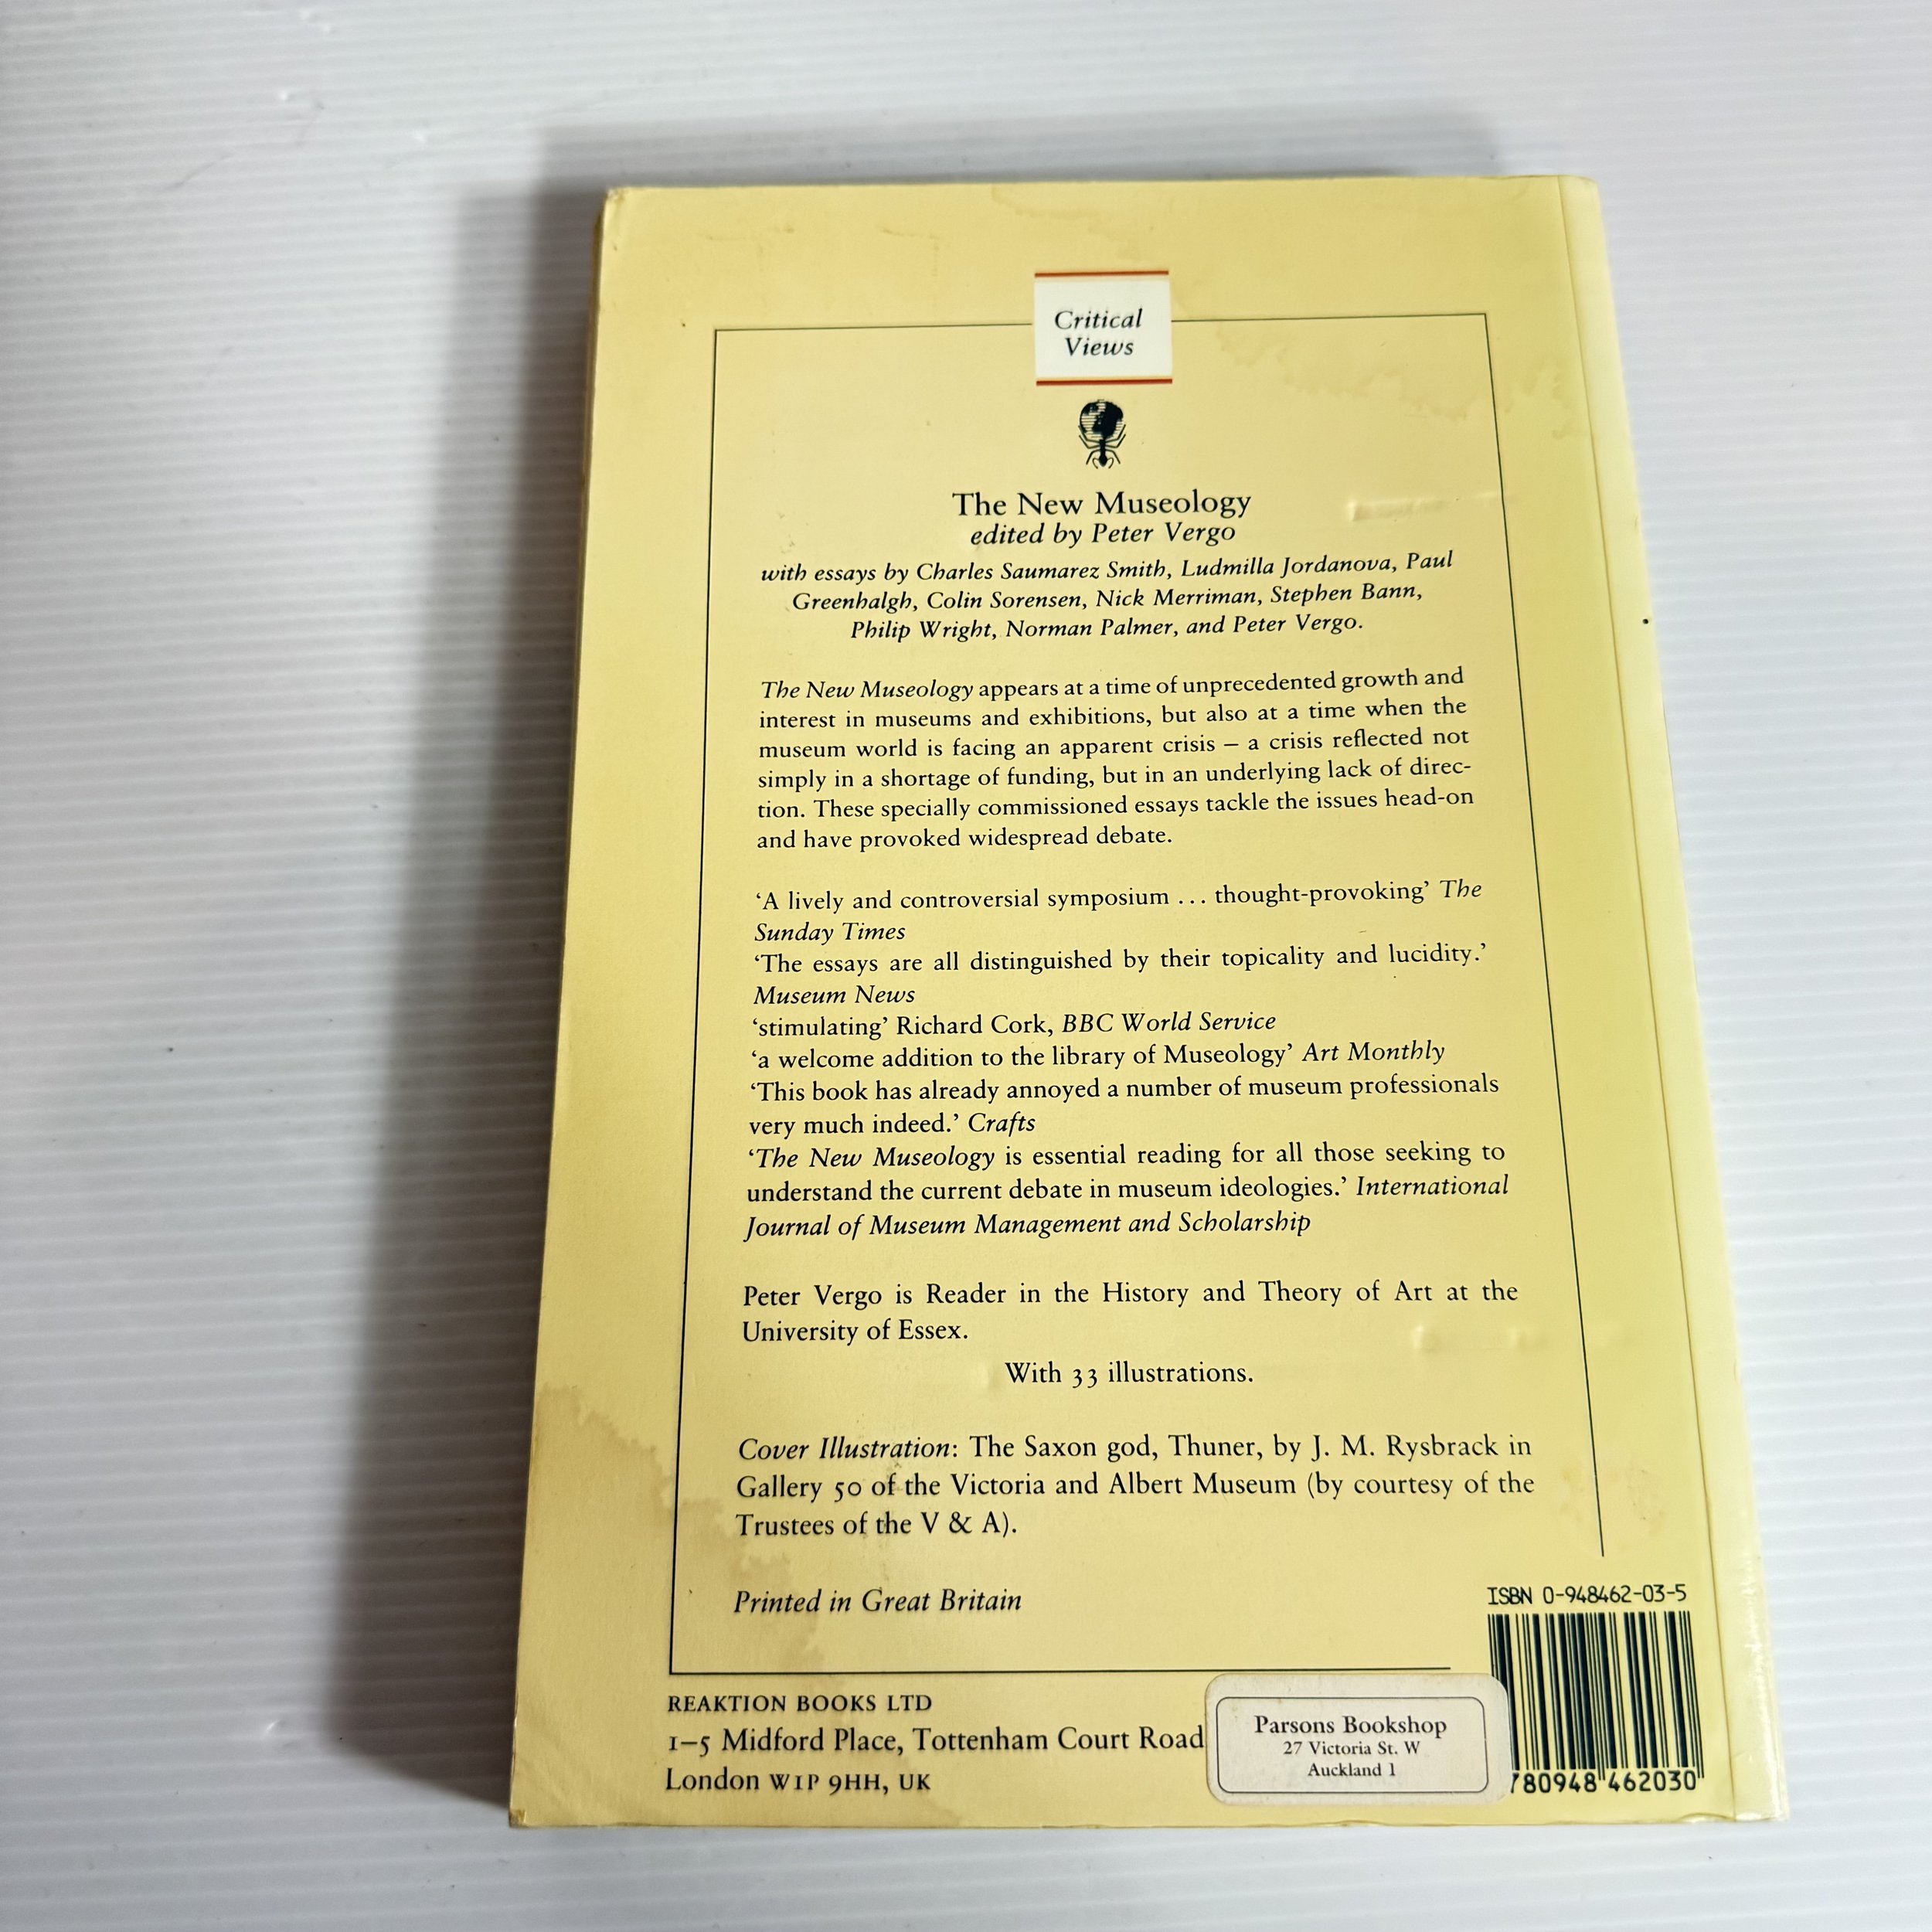 Critical
Views
The New Museology
edited by Peter Vergo
with essays by Charles Saumarez Smith, Ludmilla Jordanova, Paul
Greenhalgh, Colin Sorensen, Nick Merriman, Stephen Bann,
Philip Wright, Norman Palmer, and Peter Vergo.
The New Museology appears at a time of unprecedented growth and
interest in museums and exhibitions, but also at a time when the
museum world is facing an apparent crisis – a crisis reflected not
simply in a shortage of funding, but in an underlying lack of direc-
tion. These specially commissioned essays tackle the issues head-on
and have provoked widespread debate.
‘A lively and controversial symposium ... thought-provoking’ The
Sunday Times
‘The essays are all distinguished by their topicality and lucidity.’
Museum News
‘stimulating’ Richard Cork, BBC World Service
‘a welcome addition to the library of Museology’ Art Monthly
‘This book has already annoyed a number of museum professionals
very much indeed.’ Crafts
‘The New Museology is essential reading for all those seeking to
understand the current debate in museum ideologies.’ International
Journal of Museum Management and Scholarship
Peter Vergo is Reader in the History and Theory of Art at the
University of Essex.
With 33 illustrations.
Cover Illustration: The Saxon god, Thuner, by J. M. Rysbrack in
Gallery 50 of the Victoria and Albert Museum (by courtesy of the
Trustees of the V & A).
Printed in Great Britain
ISBN 0-948462-03-5
REAKTION BOOKS LTD
1–5 Midford Place, Tottenham Court Road
London W1P 9HH, UK
Parsons Bookshop
27 Victoria St. W
Auckland 1
780948 462030